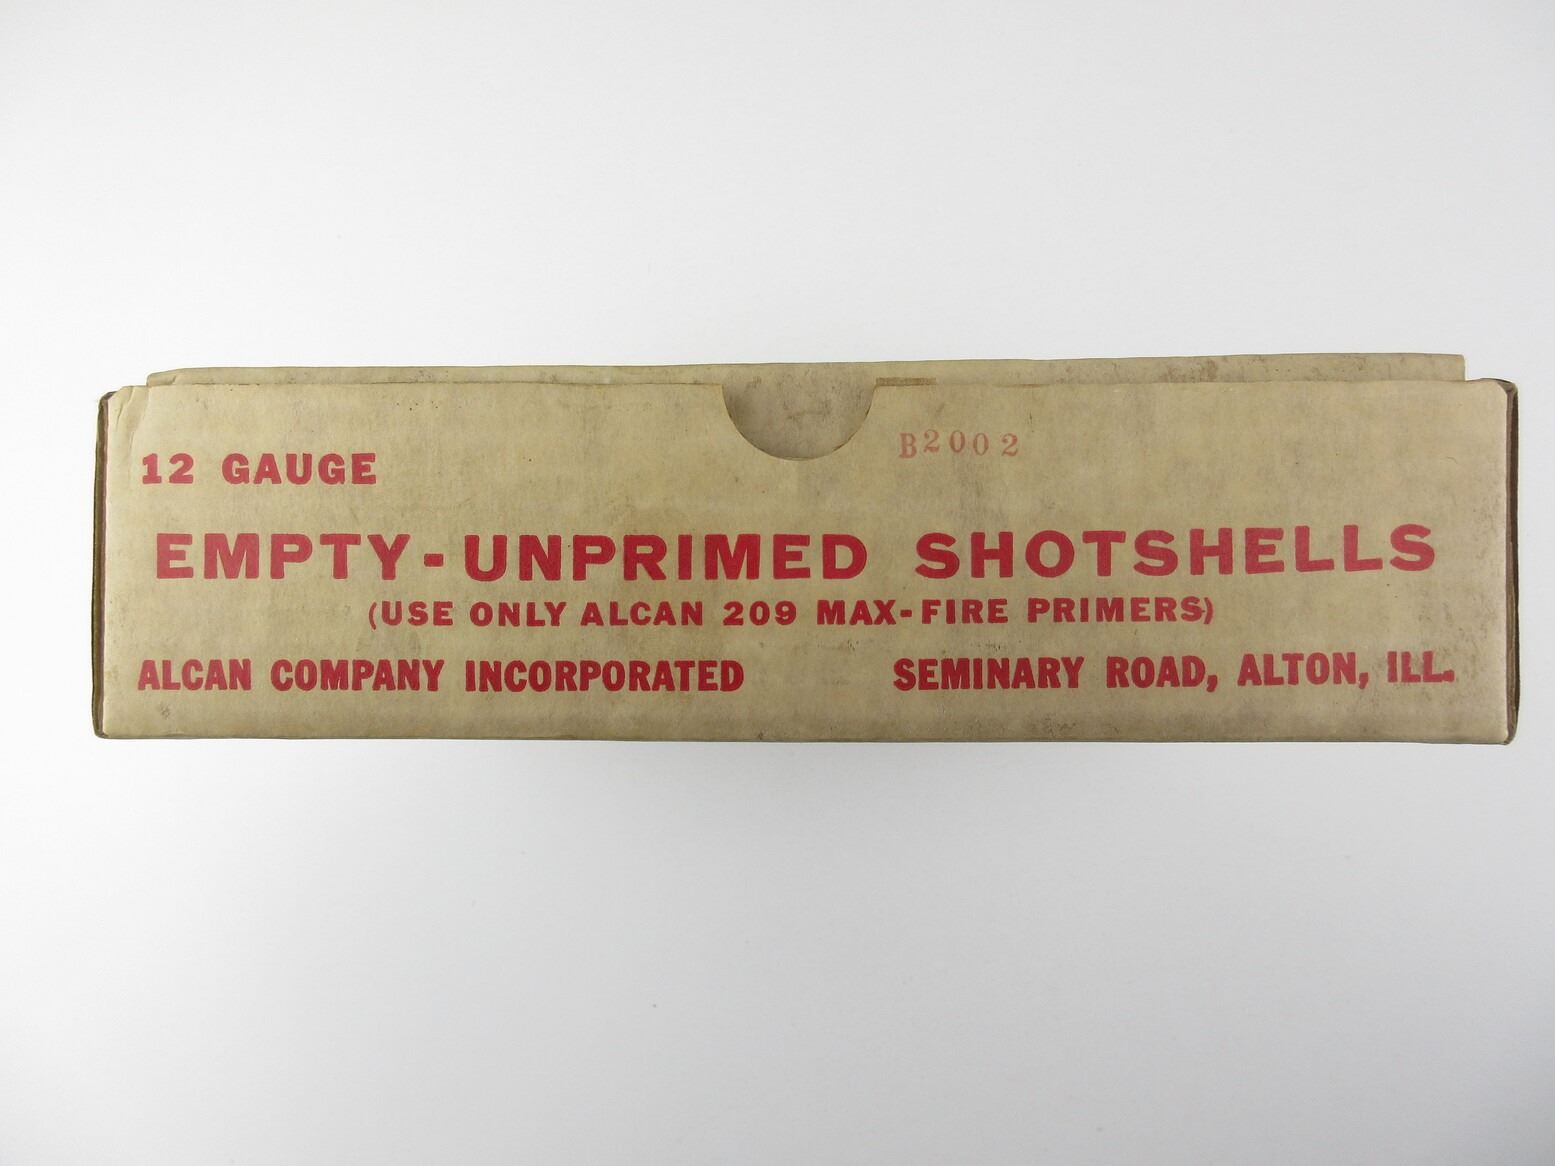 B2002
12 GAUGE
EMPTY-UNPRIMED SHOTSHELLS
(USE ONLY ALCAN 209 MAX-FIRE PRIMERS)
ALCAN COMPANY INCORPORATED SEMINARY ROAD, ALTON, ILL.